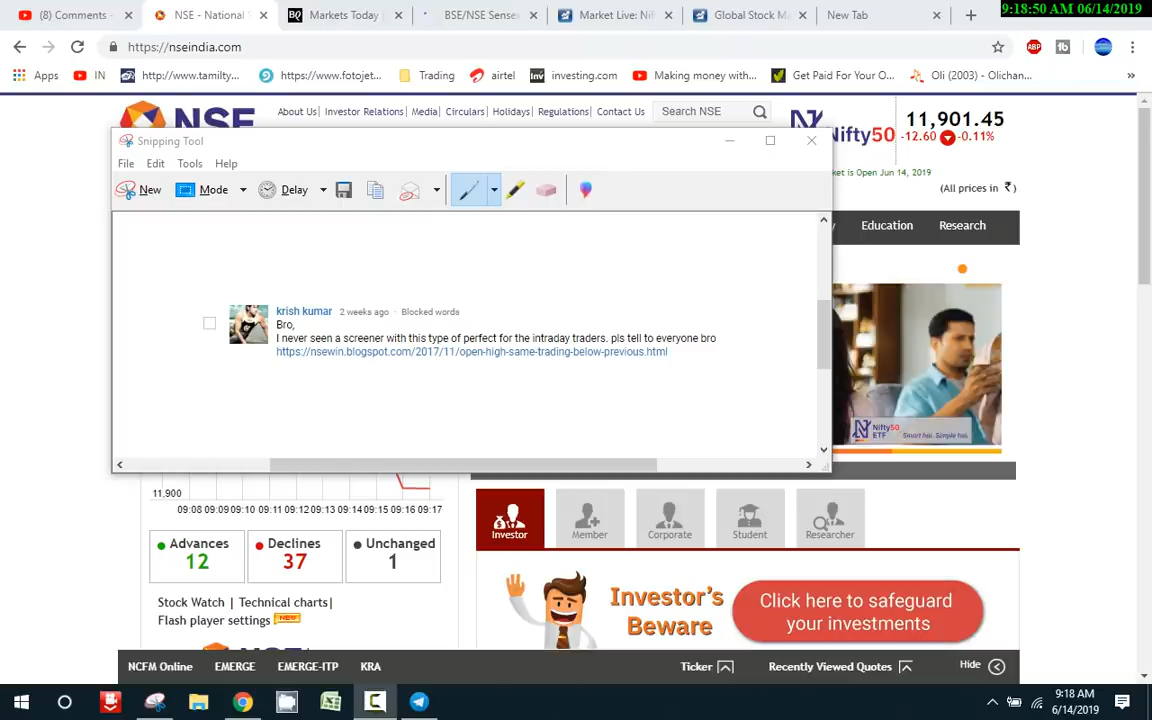 9:18:50 AM 06/14/2019
(8) Comments -
NSE - National S
Markets Today
BSE/NSE Sensex
Market Live: Nif
Global Stock Ma
New Tab
https://nseindia.com
Apps
IN
http://www.tamilty...
https://www.fotojet...
Trading
airtel
investing.com
Making money with...
Get Paid For Your O...
Oli (2003) - Olichan...
NSE
About Us| Investor Relations | Media| Circulars| Holidays| Regulations| Contact Us
Search NSE
Nifty50
11,901.45
-12.60 -0.11%
Snipping Tool
File Edit Tools Help
New Mode Delay
ket is Open Jun 14, 2019
(All prices in ₹)
y Education Research
krish kumar 2 weeks ago · Blocked words
Bro,
I never seen a screener with this type of perfect for the intraday traders. pls tell to everyone bro
https://nsewin.blogspot.com/2017/11/open-high-same-trading-below-previous.html
Nifty50
ETF
Smart hai. Simple hai.
11,900
09:08 09:09 09:10 09:11 09:12 09:13 09:14 09:15 09:16 09:17
Investor
Member
Corporate
Student
Researcher
Advances
12
Declines
37
Unchanged
1
Stock Watch | Technical charts|
Flash player settings NEW
Investor's
Beware
Click here to safeguard
your investments
NCFM Online EMERGE EMERGE-ITP KRA
Ticker
Recently Viewed Quotes
Hide
9:18 AM
6/14/2019